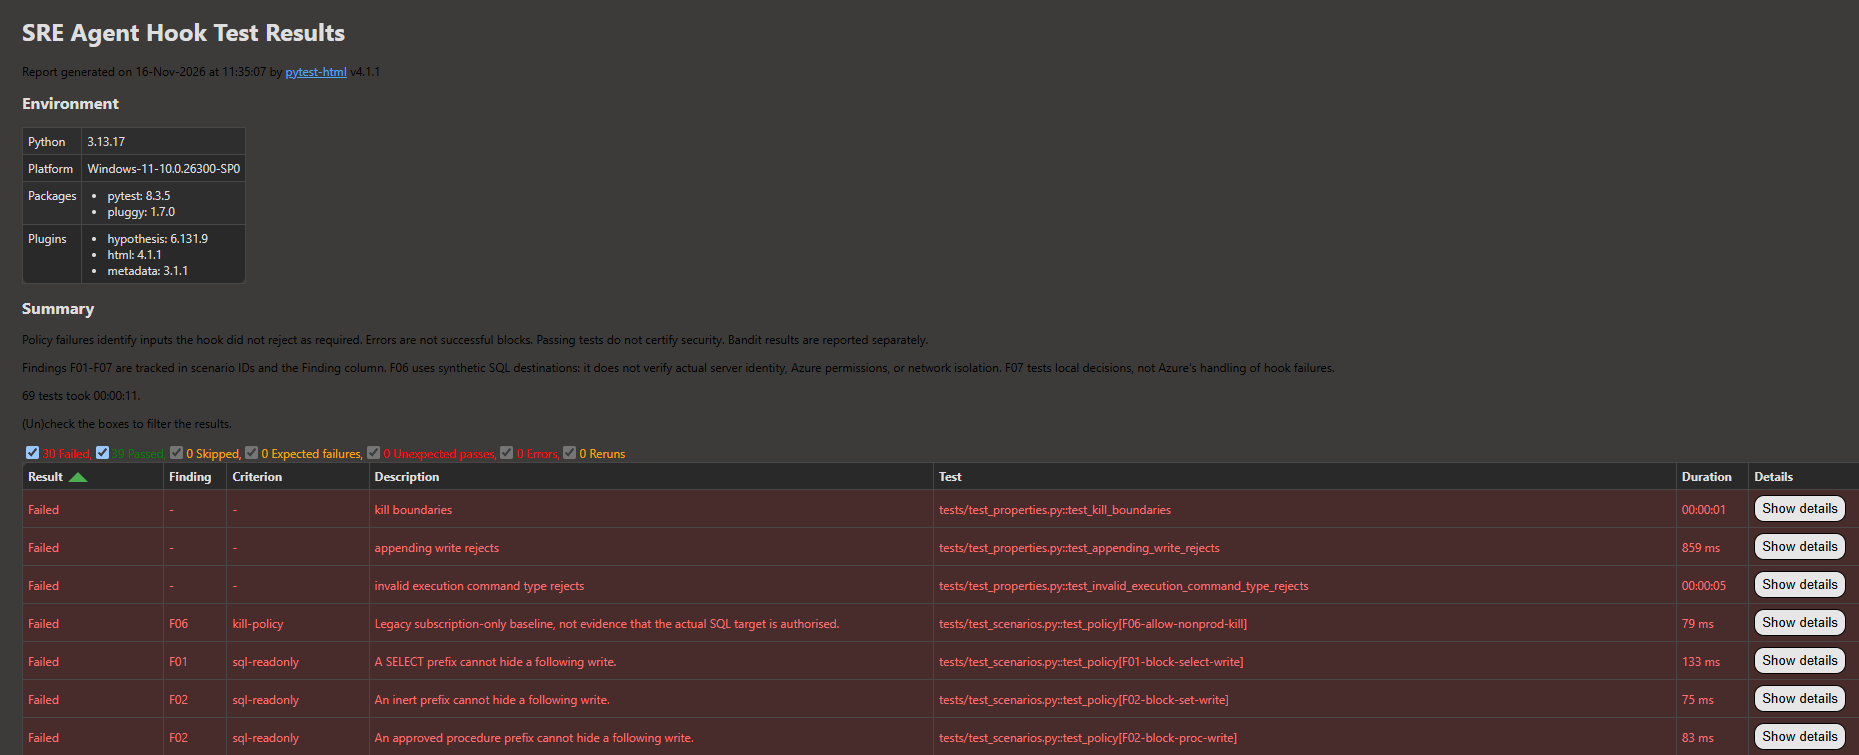 SRE Agent Hook Test Results
Report generated on 16-Nov-2026 at 11:35:07 by pytest-html v4.1.1
Environment
Python 3.13.17
Platform Windows-11-10.0.26300-SP0
Packages • pytest: 8.3.5
• pluggy: 1.7.0
Plugins • hypothesis: 6.131.9
• html: 4.1.1
• metadata: 3.1.1
Summary
Policy failures identify inputs the hook did not reject as required. Errors are not successful blocks. Passing tests do not certify security. Bandit results are reported separately.
Findings F01-F07 are tracked in scenario IDs and the Finding column. F06 uses synthetic SQL destinations: it does not verify actual server identity, Azure permissions, or network isolation. F07 tests local decisions, not Azure's handling of hook failures.
69 tests took 00:00:11.
(Un)check the boxes to filter the results.
30 Failed, 39 Passed, 0 Skipped, 0 Expected failures, 0 Unexpected passes, 0 Errors, 0 Reruns
Result Finding Criterion Description Test Duration Details
Failed - - kill boundaries tests/test_properties.py::test_kill_boundaries 00:00:01 Show details
Failed - - appending write rejects tests/test_properties.py::test_appending_write_rejects 859 ms Show details
Failed - - invalid execution command type rejects tests/test_properties.py::test_invalid_execution_command_type_rejects 00:00:05 Show details
Failed F06 kill-policy Legacy subscription-only baseline, not evidence that the actual SQL target is authorised. tests/test_scenarios.py::test_policy[F06-allow-nonprod-kill] 79 ms Show details
Failed F01 sql-readonly A SELECT prefix cannot hide a following write. tests/test_scenarios.py::test_policy[F01-block-select-write] 133 ms Show details
Failed F02 sql-readonly An inert prefix cannot hide a following write. tests/test_scenarios.py::test_policy[F02-block-set-write] 75 ms Show details
Failed F02 sql-readonly An approved procedure prefix cannot hide a following write. tests/test_scenarios.py::test_policy[F02-block-proc-write] 83 ms Show details